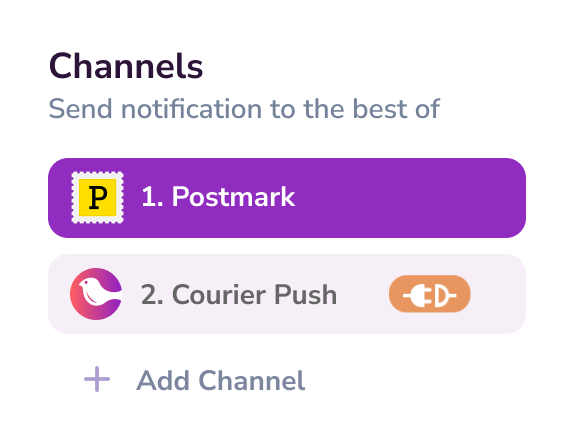 Channels
Send notification to the best of
P
1. Postmark
2. Courier Push
Add Channel